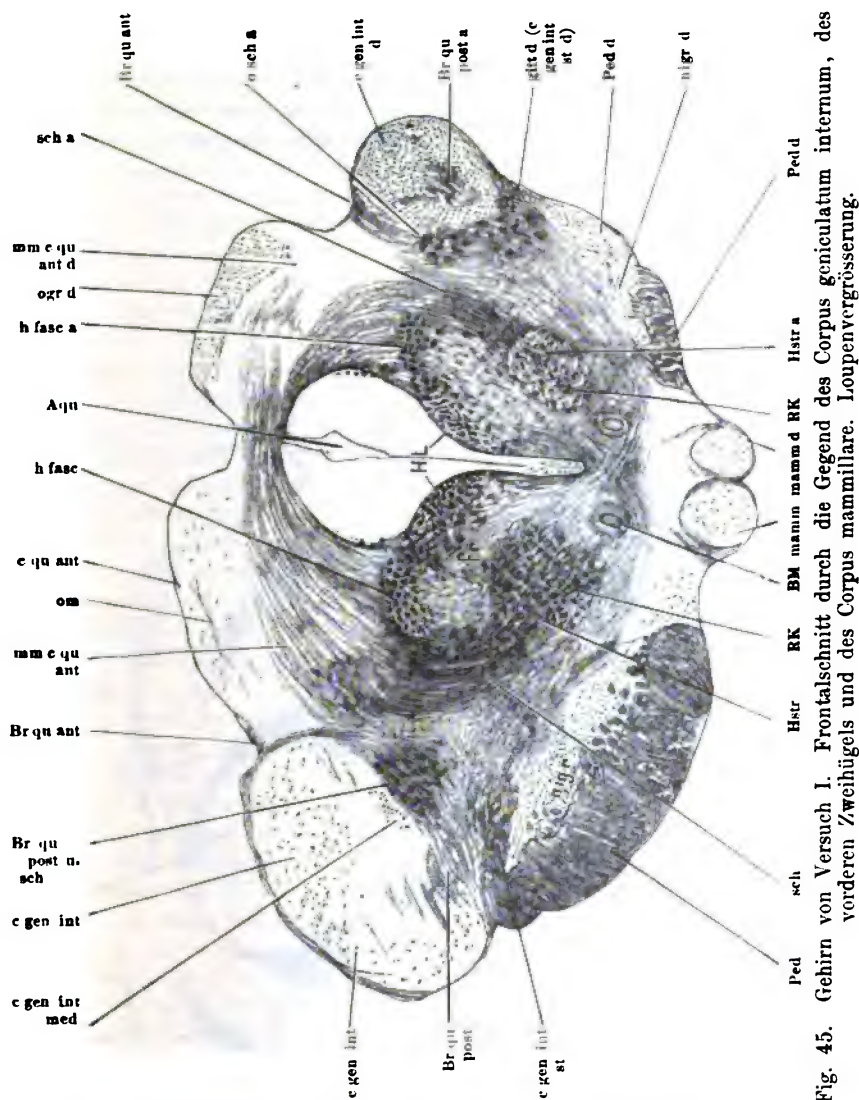 sch a
Br qu ant
o sch a
c gen int
d
Br qu
post a
gen int
st d)
Ped d
nigr d
mm c qu
ant d
ogr d
h fasc a
Aqu
h fasc
c qu ant
om
mm c qu
ant
Br qu ant
Br qu
post u.
sch
c gen int
c gen int
med
HL
nigr
c gen int
Br qu
post
c gen int
st
Ped
sch
Hstr
RK
BM
mamm
mamm d
RK
Hstr a
Ped d
Fig. 45. Gehirn von Versuch I. Frontalschnitt durch die Gegend des Corpus geniculatum internum, des
vorderen Zweihügels und des Corpus mammillare. Loupenvergrösserung.